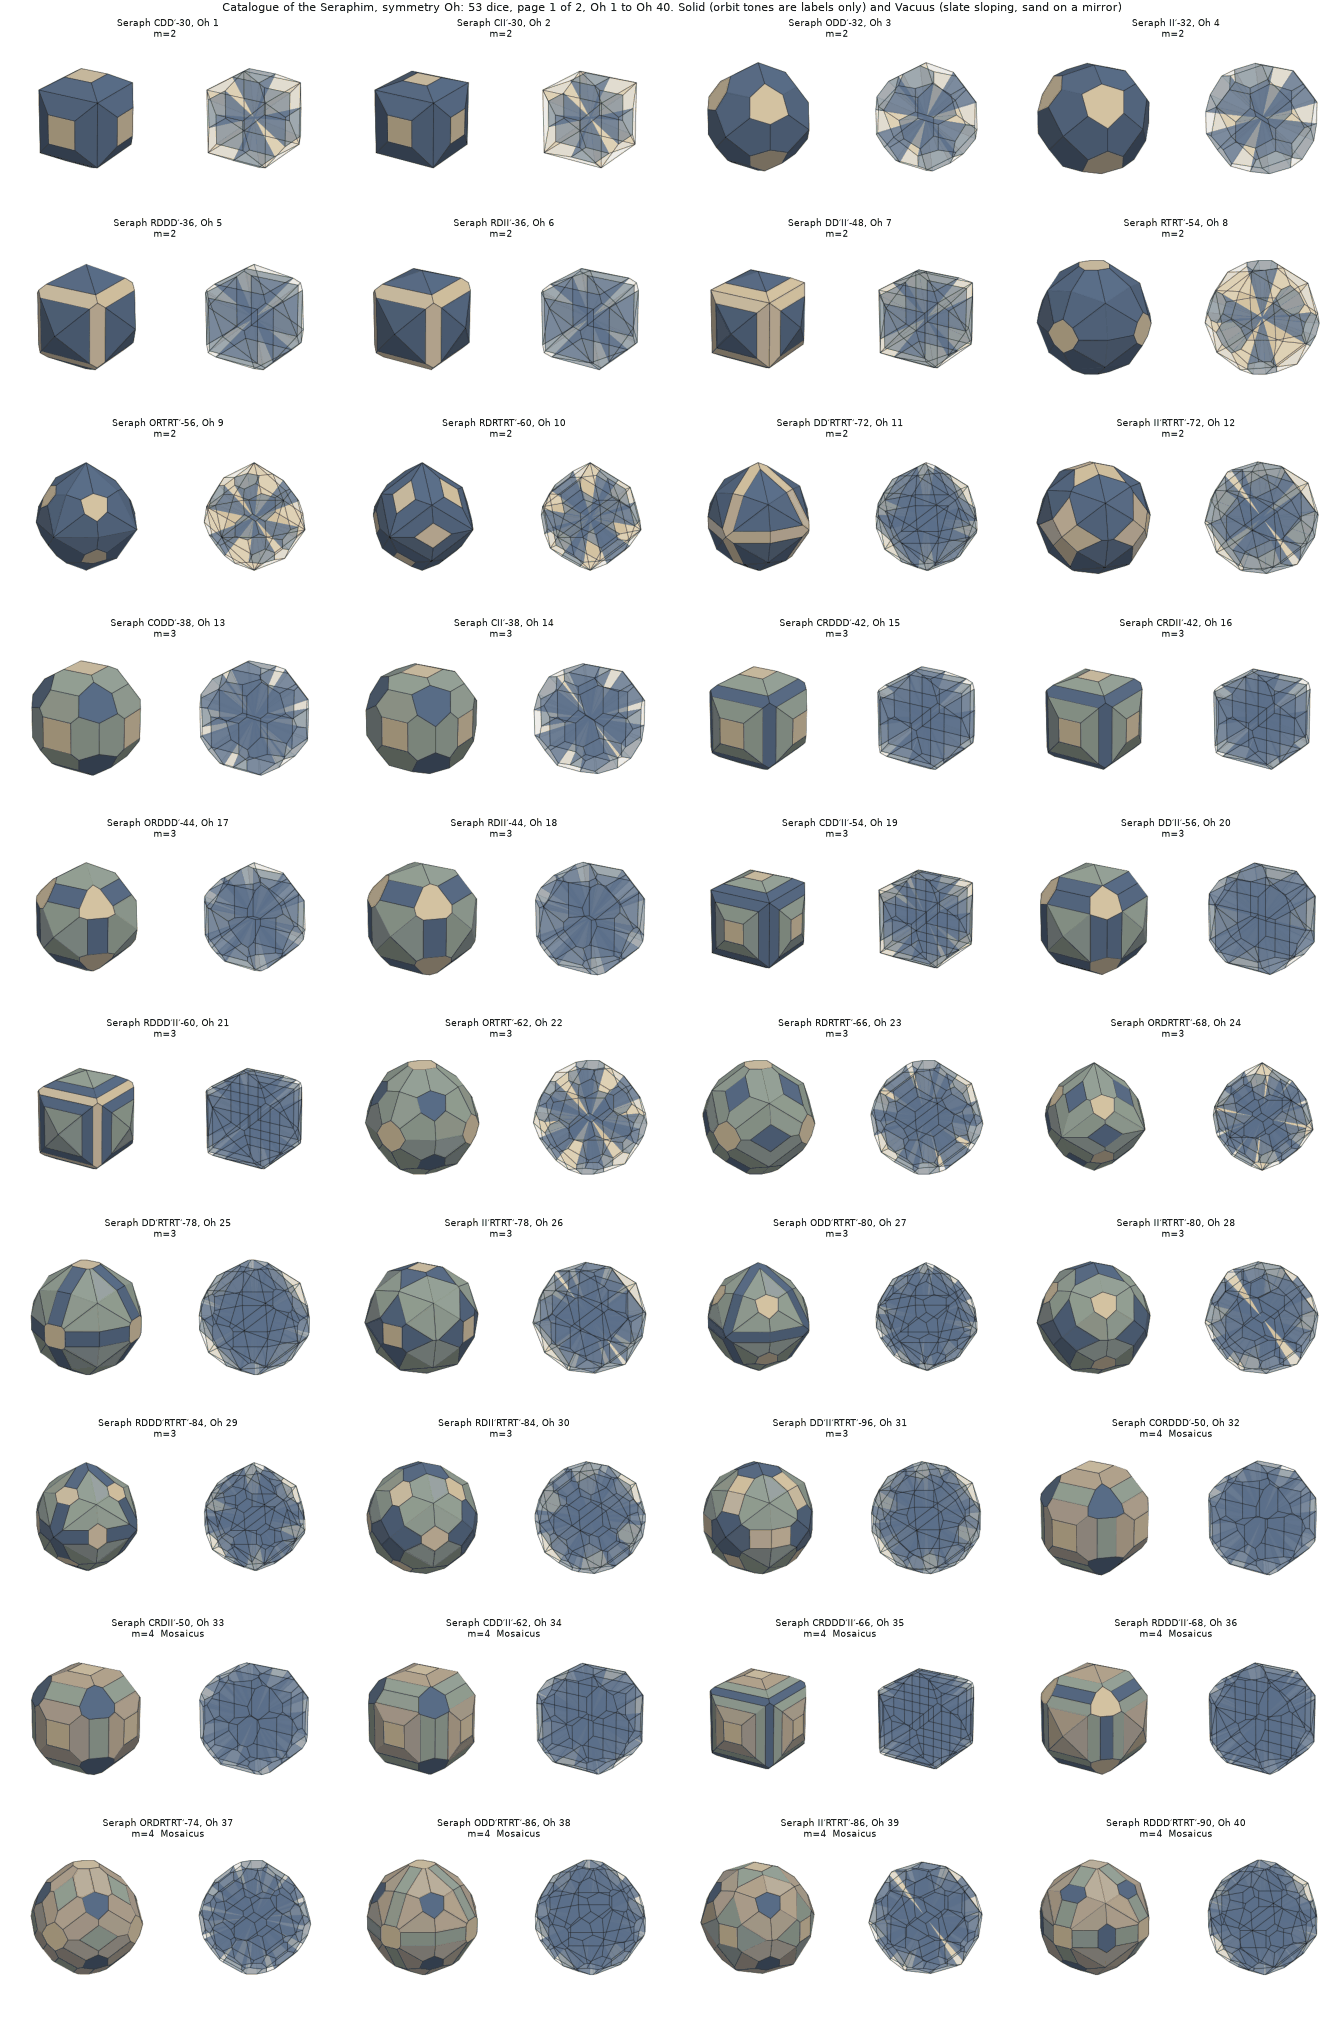 Catalogue of the Seraphim, symmetry Oh: 53 dice, page 1 of 2, Oh 1 to Oh 40. Solid (orbit tones are labels only) and Vacuus (slate sloping, sand on a mirror)
Seraph CDD′-30, Oh 1
m=2
Seraph CII′-30, Oh 2
m=2
Seraph ODD′-32, Oh 3
m=2
Seraph II′-32, Oh 4
m=2
Seraph RDDD′-36, Oh 5
m=2
Seraph RDII′-36, Oh 6
m=2
Seraph DD′II′-48, Oh 7
m=2
Seraph RTRT′-54, Oh 8
m=2
Seraph ORTRT′-56, Oh 9
m=2
Seraph RDRTRT′-60, Oh 10
m=2
Seraph DD′RTRT′-72, Oh 11
m=2
Seraph II′RTRT′-72, Oh 12
m=2
Seraph CODD′-38, Oh 13
m=3
Seraph CII′-38, Oh 14
m=3
Seraph CRDDD′-42, Oh 15
m=3
Seraph CRDII′-42, Oh 16
m=3
Seraph ORDDD′-44, Oh 17
m=3
Seraph RDII′-44, Oh 18
m=3
Seraph CDD′II′-54, Oh 19
m=3
Seraph DD′II′-56, Oh 20
m=3
Seraph RDDD′II′-60, Oh 21
m=3
Seraph ORTRT′-62, Oh 22
m=3
Seraph RDRTRT′-66, Oh 23
m=3
Seraph ORDRTRT′-68, Oh 24
m=3
Seraph DD′RTRT′-78, Oh 25
m=3
Seraph II′RTRT′-78, Oh 26
m=3
Seraph ODD′RTRT′-80, Oh 27
m=3
Seraph II′RTRT′-80, Oh 28
m=3
Seraph RDDD′RTRT′-84, Oh 29
m=3
Seraph RDII′RTRT′-84, Oh 30
m=3
Seraph DD′II′RTRT′-96, Oh 31
m=3
Seraph CORDDD′-50, Oh 32
m=4 Mosaicus
Seraph CRDII′-50, Oh 33
m=4 Mosaicus
Seraph CDD′II′-62, Oh 34
m=4 Mosaicus
Seraph CRDDD′II′-66, Oh 35
m=4 Mosaicus
Seraph RDDD′II′-68, Oh 36
m=4 Mosaicus
Seraph ORDRTRT′-74, Oh 37
m=4 Mosaicus
Seraph ODD′RTRT′-86, Oh 38
m=4 Mosaicus
Seraph II′RTRT′-86, Oh 39
m=4 Mosaicus
Seraph RDDD′RTRT′-90, Oh 40
m=4 Mosaicus